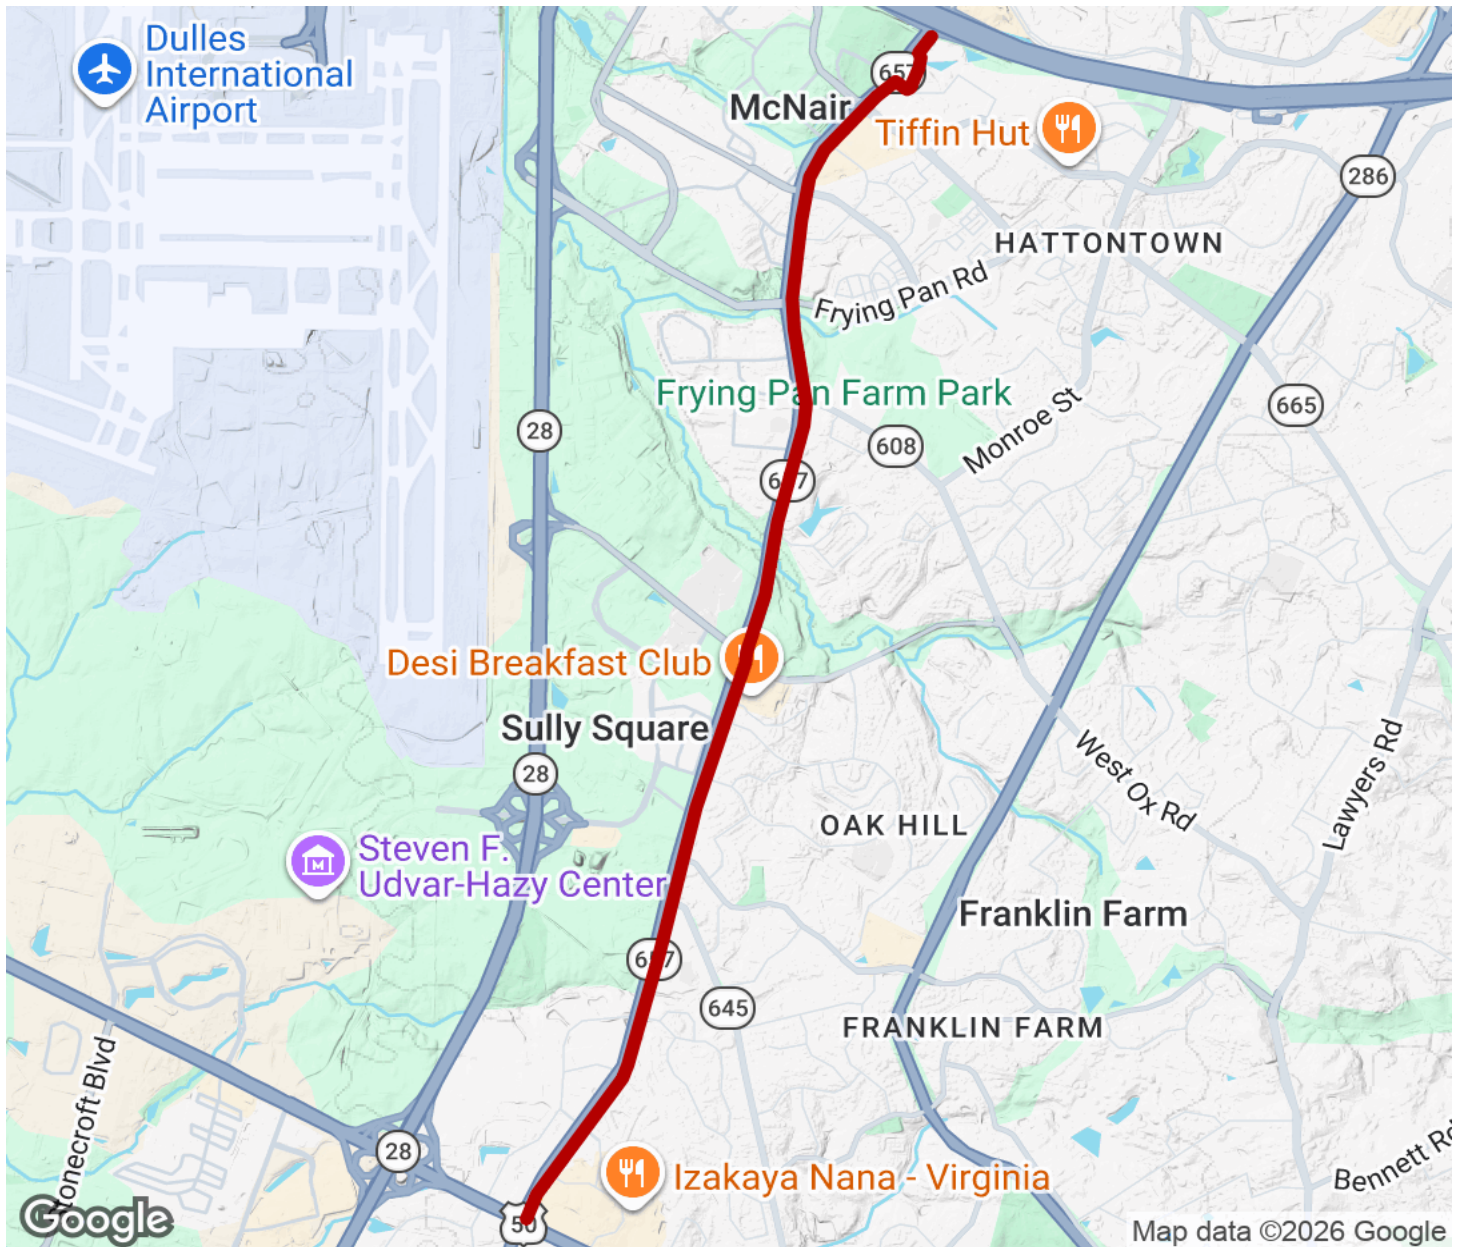 Dulles
International
Airport
657
McNair
Tiffin Hut
286
HATTONTOWN
Frying Pan Rd
Frying Pan Farm Park
665
28
608
Monroe St
Desi Breakfast Club
Sully Square
28
West Ox Rd
Lawyers Rd
OAK HILL
Steven F.
Udvar-Hazy Center
Franklin Farm
645
FRANKLIN FARM
Stonecroft Blvd
28
Izakaya Nana - Virginia
Bennett Rd
50
Google
Map data ©2026 Google